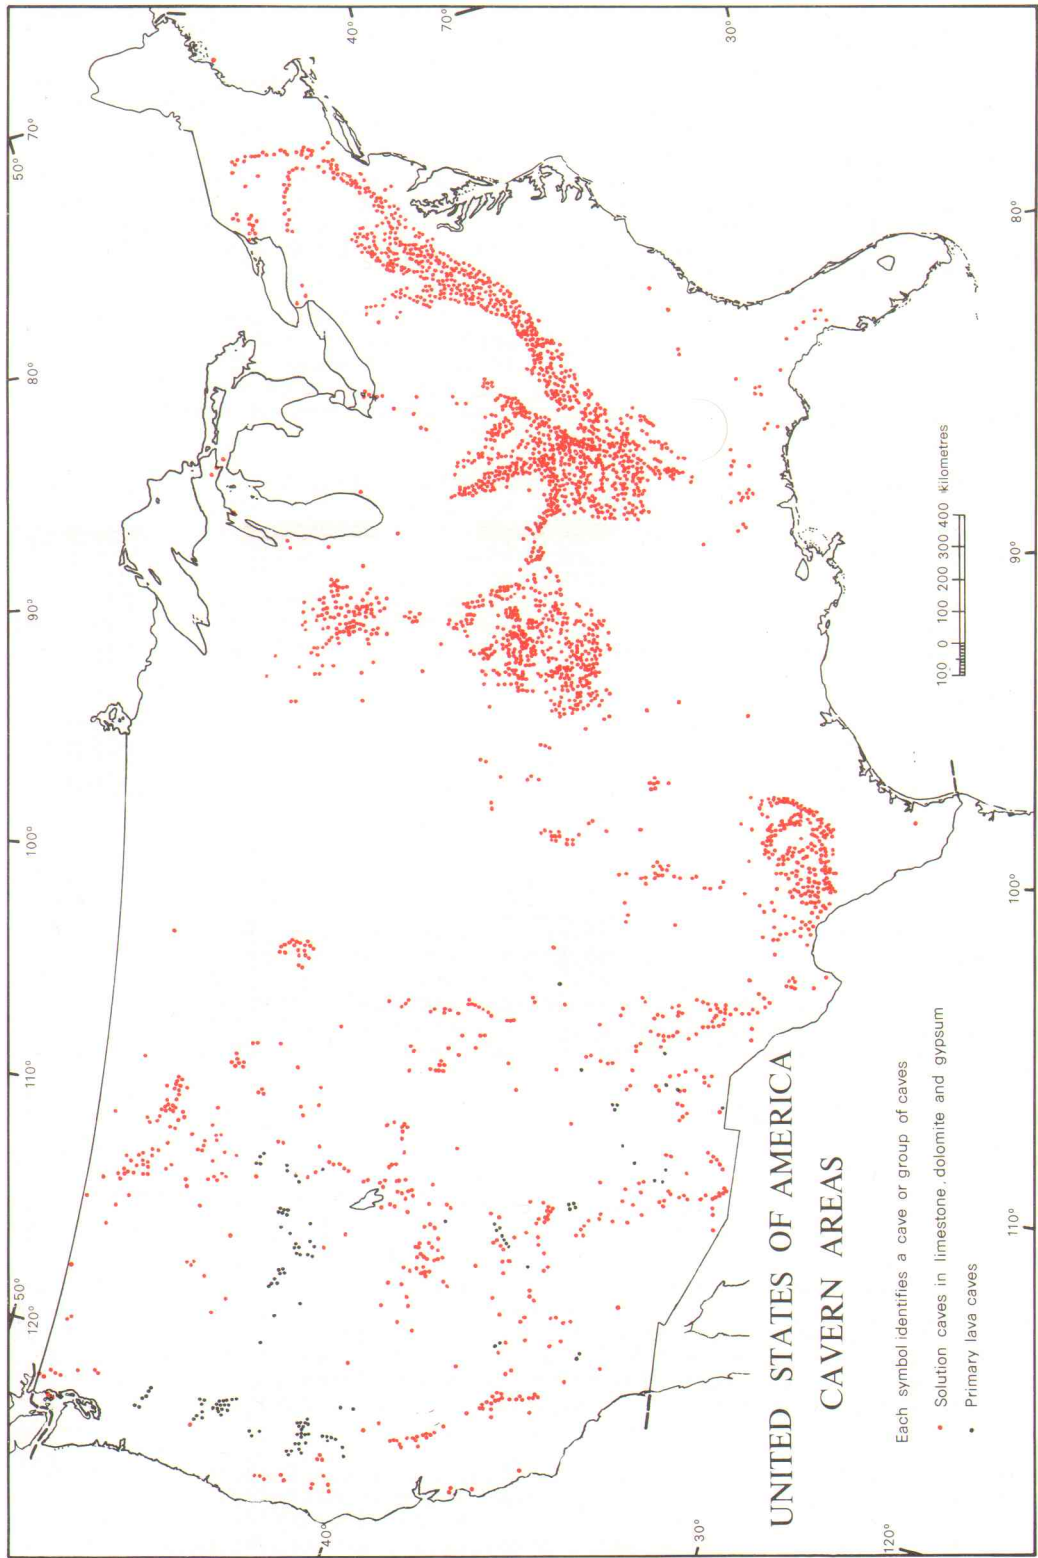 120° 50°
110°
100°
90°
80°
50° 70°
40°
40°
70°
30°
30°
UNITED STATES OF AMERICA
CAVERN AREAS
Each symbol identifies a cave or group of caves
Solution caves in limestone, dolomite and gypsum
Primary lava caves
100 0 100 200 300 400 kilometres
120°
110°
100°
90°
80°